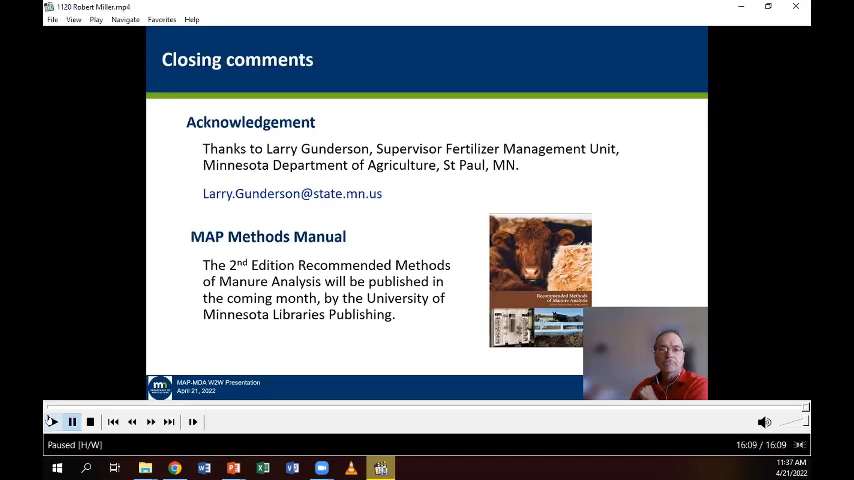 1120 Robert Miller.mp4
File View Play Navigate Favorites Help
Closing comments
Acknowledgement
Thanks to Larry Gunderson, Supervisor Fertilizer Management Unit,
Minnesota Department of Agriculture, St Paul, MN.
Larry.Gunderson@state.mn.us
MAP Methods Manual
The 2nd Edition Recommended Methods
of Manure Analysis will be published in
the coming month, by the University of
Minnesota Libraries Publishing.
Recommended Methods
of Manure Analysis
MAP-MDA W2W Presentation
April 21, 2022
Paused [H/W]
16:09 / 16:09
11:37 AM
4/21/2022